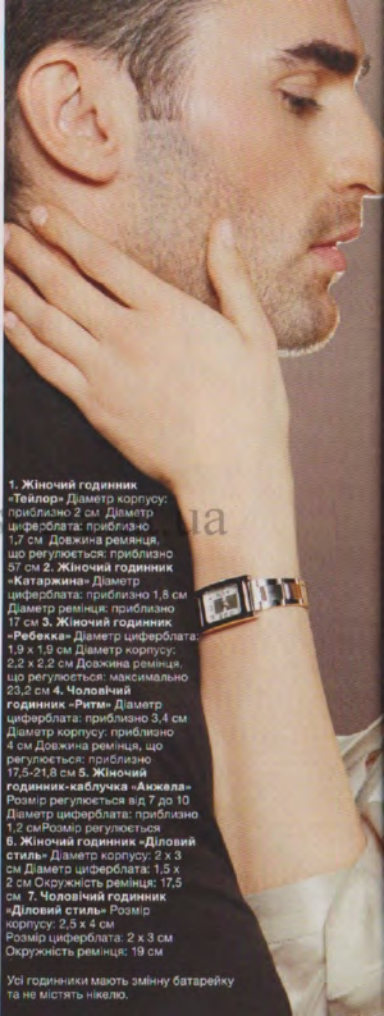 1. Жіночий годинник
«Тейлор» Діаметр корпусу:
приблизно 2 см Діаметр
циферблата: приблизно
1,7 см Довжина ремянця,
що регулюється: приблизно
57 см 2. Жіночий годинник
«Катаржина» Діаметр
циферблата: приблизно 1,8 см
Діаметр ремінця: приблизно
17 см 3. Жіночий годинник
«Ребекка» Діаметр циферблата:
1,9 х 1,9 см Діаметр корпусу:
2,2 х 2,2 см Довжина ремінця,
що регулюється: максимально
23,2 см 4. Чоловічий
годинник «Ритм» Діаметр
циферблата: приблизно 3,4 см
Діаметр корпусу: приблизно
4 см Довжина ремінця, що
регулюється: приблизно
17,5-21,8 см 5. Жіночий
годинник-каблучка «Анжела»
Розмір регулюється від 7 до 10
Діаметр циферблата: приблизно
1,2 смРозмір регулюється
6. Жіночий годинник «Діловий
стиль» Діаметр корпусу: 2 х 3
см Діаметр циферблата: 1,5 х
2 см Окружність ремінця: 17,5
см 7. Чоловічий годинник
«Діловий стиль» Розмір
корпусу: 2,5 х 4 см
Розмір циферблата: 2 х 3 см
Окружність ремінця: 19 см
Усі годинники мають змінну батарейку
та не містять нікелю.
.ua